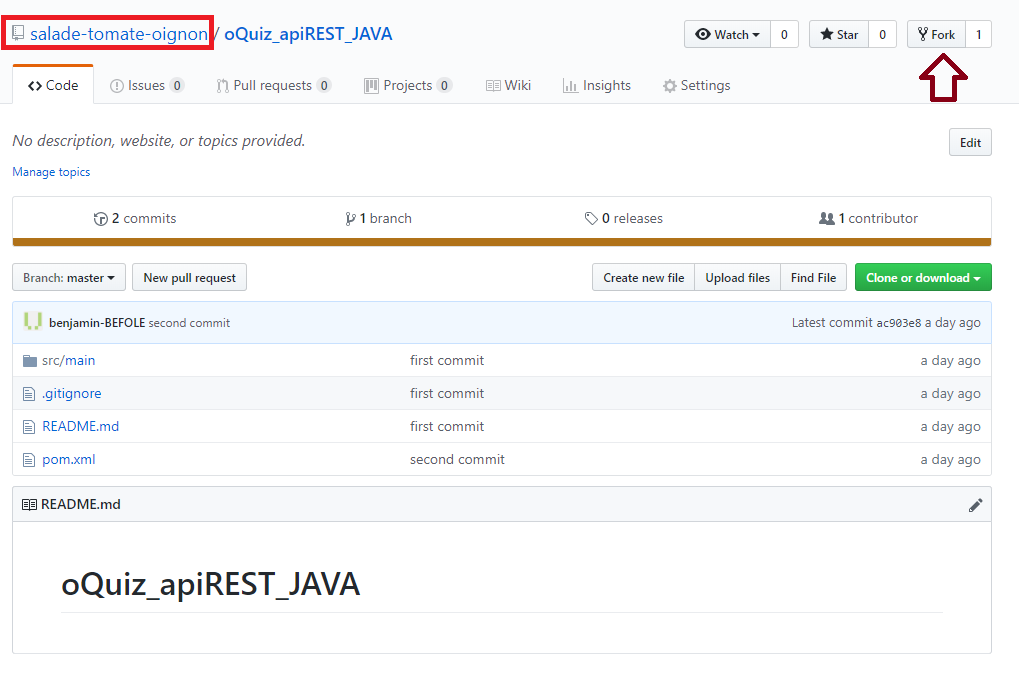 salade-tomate-oignon / oQuiz_apiREST_JAVA Watch 0 Star 0 Fork 1
Code Issues 0 Pull requests 0 Projects 0 Wiki Insights Settings
No description, website, or topics provided. Edit
Manage topics
2 commits 1 branch 0 releases 1 contributor
Branch: master New pull request Create new file Upload files Find File Clone or download
benjamin-BEFOLE second commit Latest commit ac903e8 a day ago
src/main first commit a day ago
.gitignore first commit a day ago
README.md first commit a day ago
pom.xml second commit a day ago
README.md
oQuiz_apiREST_JAVA